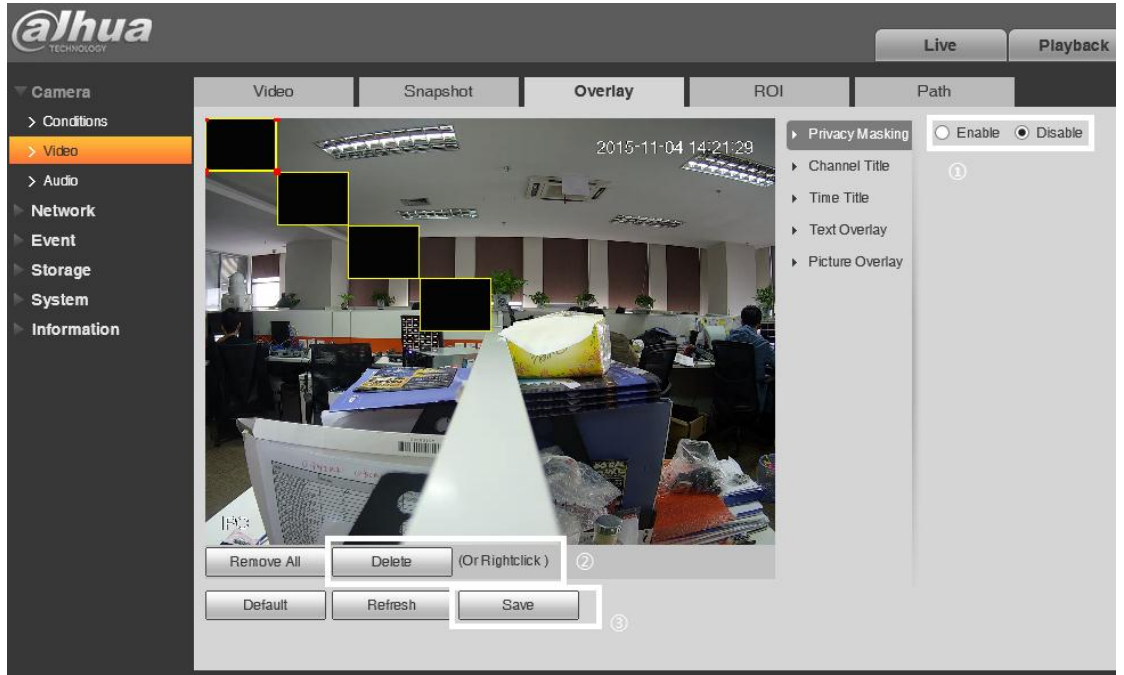 alhua
TECHNOLOGY
Live
Playback
Camera
Conditions
Video
Audio
Network
Event
Storage
System
Information
Video
Snapshot
Overlay
ROI
Path
2015-11-04 14:21:29
IPC
Privacy Masking
Channel Title
Time Title
Text Overlay
Picture Overlay
Enable
Disable
①
Remove All
Delete
(Or Rightclick )
②
Default
Refresh
Save
③